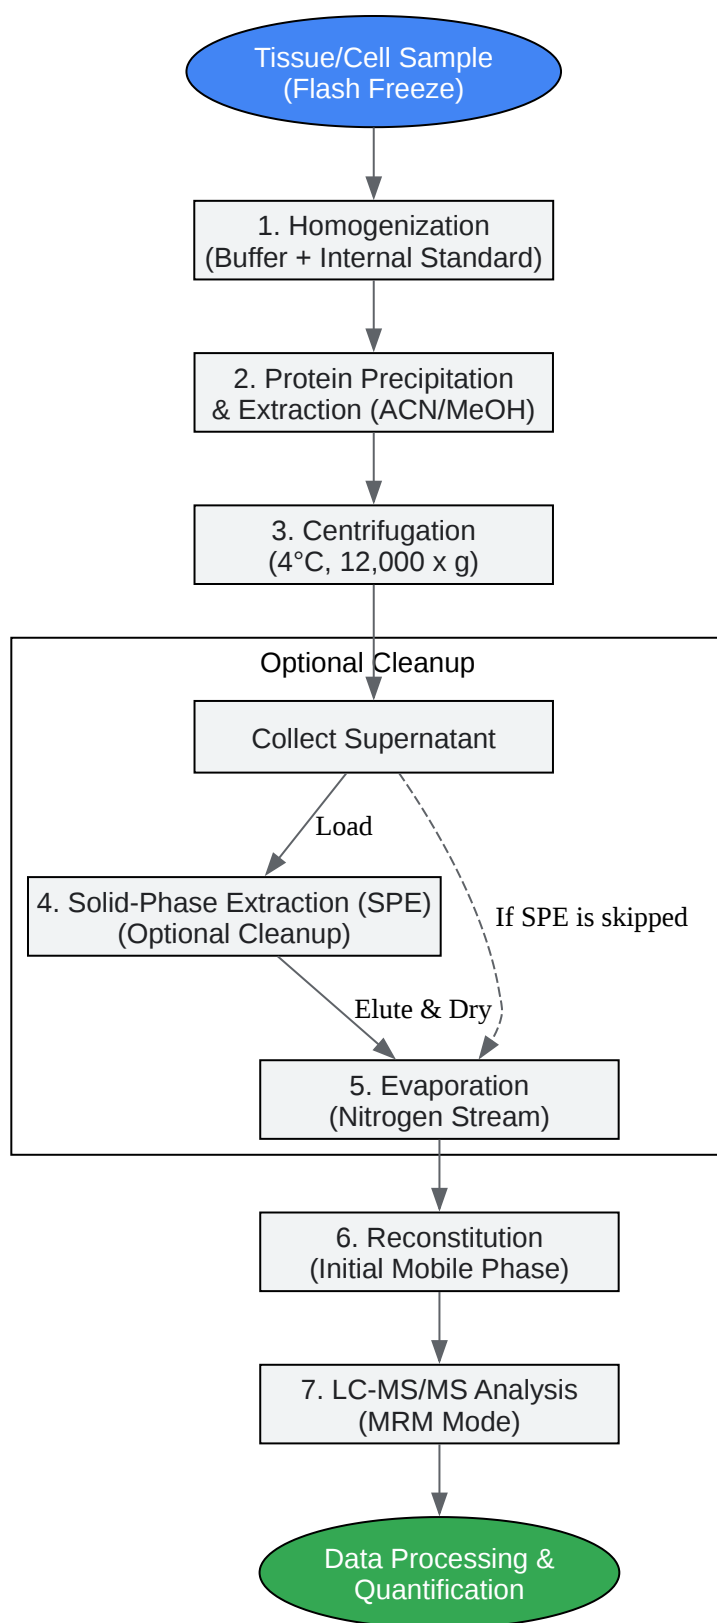 Tissue/Cell Sample
(Flash Freeze)
1. Homogenization
(Buffer + Internal Standard)
2. Protein Precipitation
& Extraction (ACN/MeOH)
3. Centrifugation
(4°C, 12,000 x g)
Optional Cleanup
Collect Supernatant
Load
4. Solid-Phase Extraction (SPE)
(Optional Cleanup)
If SPE is skipped
Elute & Dry
5. Evaporation
(Nitrogen Stream)
6. Reconstitution
(Initial Mobile Phase)
7. LC-MS/MS Analysis
(MRM Mode)
Data Processing &
Quantification